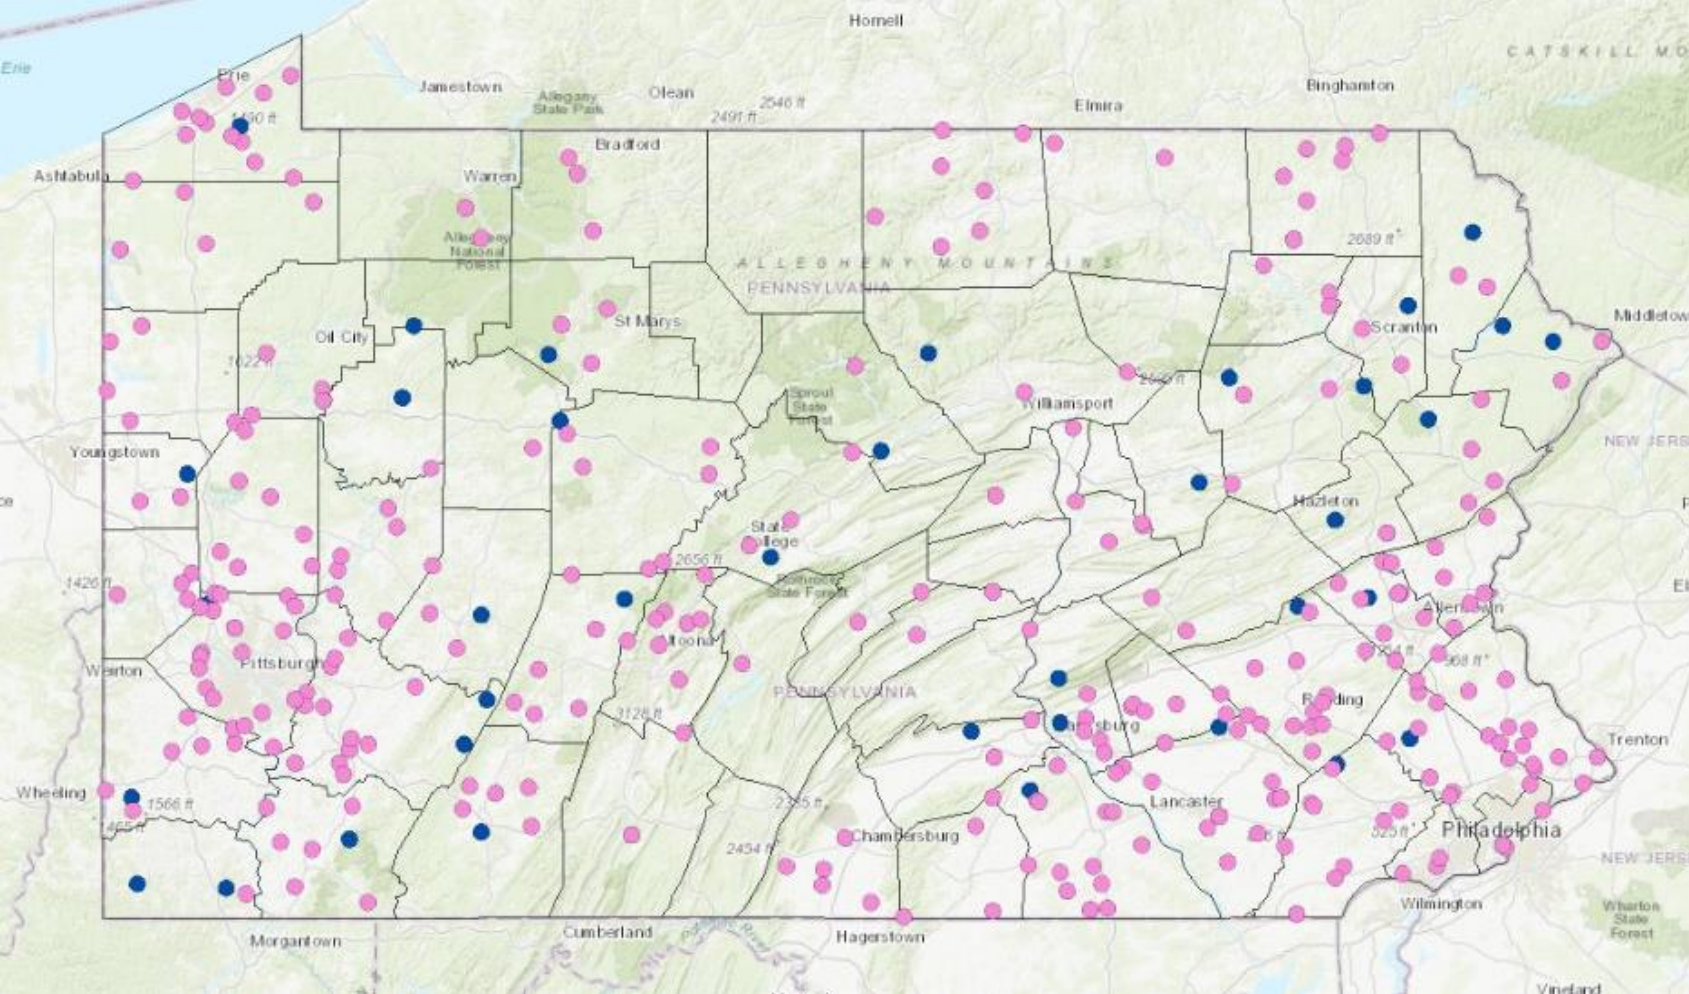 Hornell
CATSKILL MO
Erie
Erie
Jamestown
Allegany
State Park
Olean
2546 ft
2491 ft
Elmira
Binghamton
1490 ft
Bradford
Ashtabula
Warren
Allegheny
National
Forest
2689 ft
ALLEGHENY MOUNTAINS
PENNSYLVANIA
St Marys
Oil City
Scranton
Middletow
1622 ft
Sproul
State
Forest
Williamsport
NEW JERS
Youngstown
Hazleton
State
College
2656 ft
Rothrock
State Forest
1426 ft
Allentown
Altoona
Pittsburgh
Weirton
968 ft
PENNSYLVANIA
Reading
3128 ft
Harrisburg
Trenton
Wheeling
1566 ft
1465 ft
2335 ft
Lancaster
Chambersburg
525 ft
Philadelphia
2454 ft
NEW JERS
Wilmington
Wharton
State
Forest
Morgantown
Cumberland
Hagerstown
Vineland